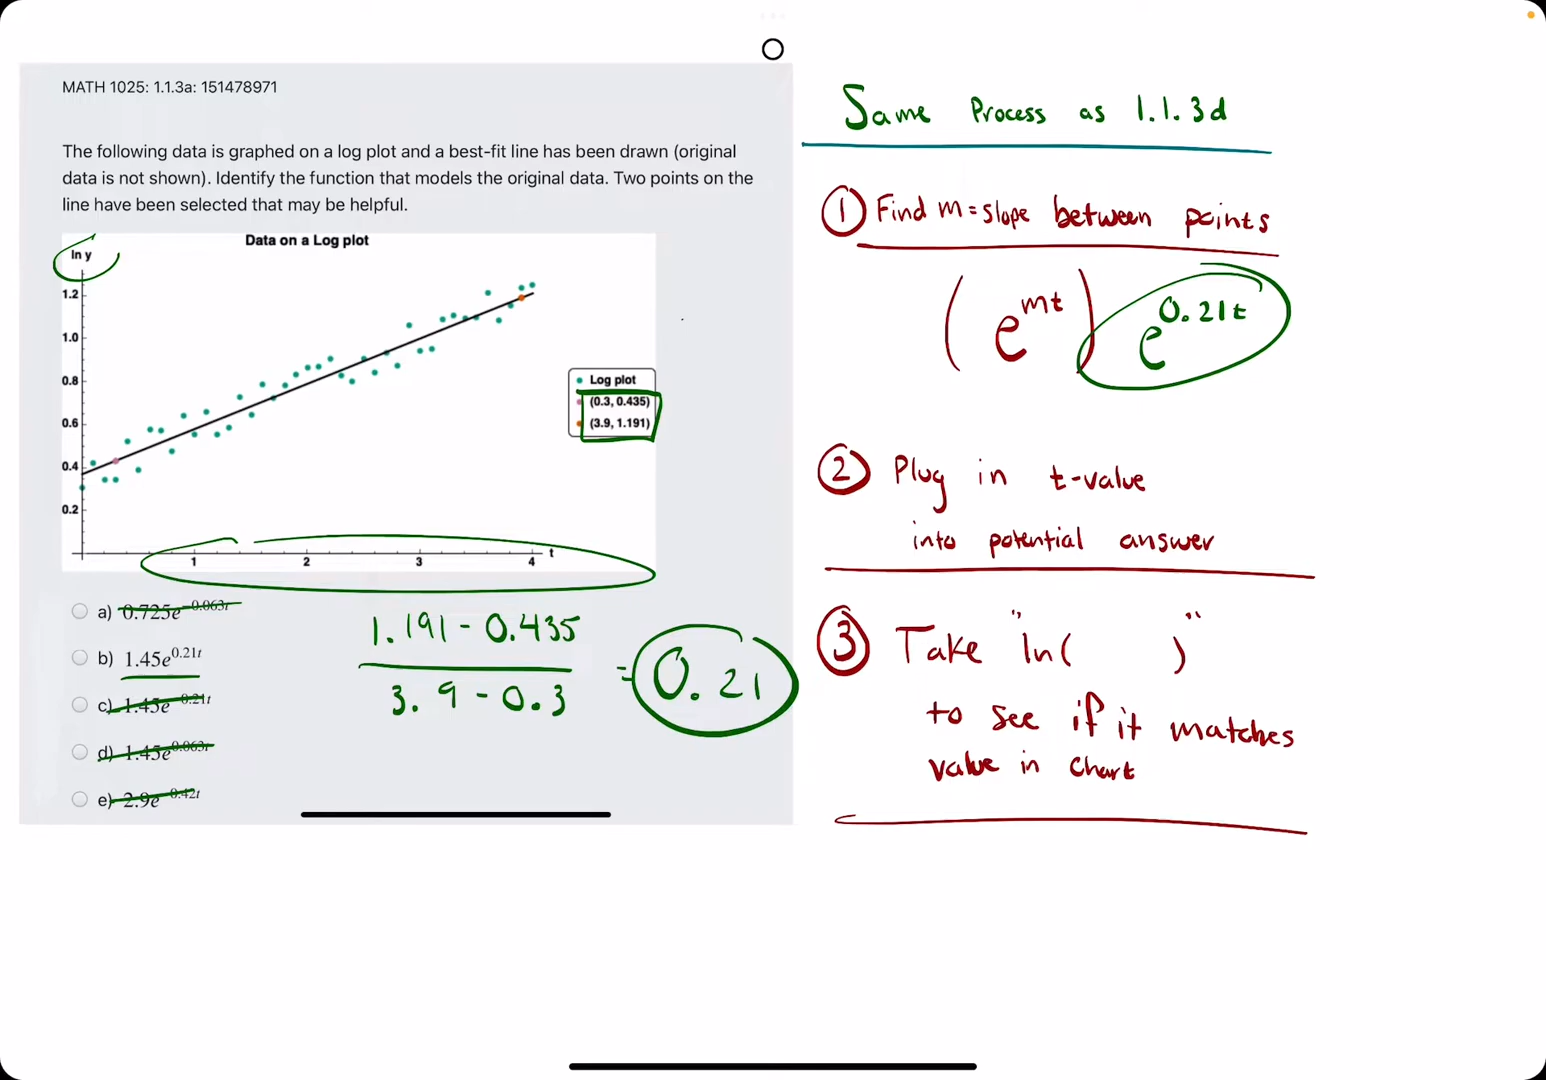 MATH 1025: 1.1.3a: 151478971
The following data is graphed on a log plot and a best-fit line has been drawn (original
data is not shown). Identify the function that models the original data. Two points on the
line have been selected that may be helpful.
Data on a Log plot
ln y
1.2
1.0
0.8
0.6
0.4
0.2
1 2 3 4 t
Log plot
(0.3, 0.435)
(3.9, 1.191)
a) 0.725e^-0.063t
b) 1.45e^0.21t
c) 1.45e^-0.21t
d) 1.45e^0.063t
e) 2.9e^-0.42t
1.191 - 0.435
3.9 - 0.3
= 0.21
Same Process as 1.1.3d
① Find m = slope between points
(e^mt) e^0.21t
② Plug in t-value
into potential answer
③ Take "ln( )"
to see if it matches
value in chart